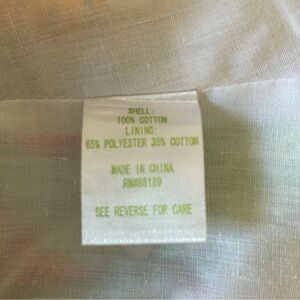 SHELL:
100% COTTON
LINING:
65% POLYESTER 35% COTTON
MADE IN CHINA
RN#88189
SEE REVERSE FOR CARE